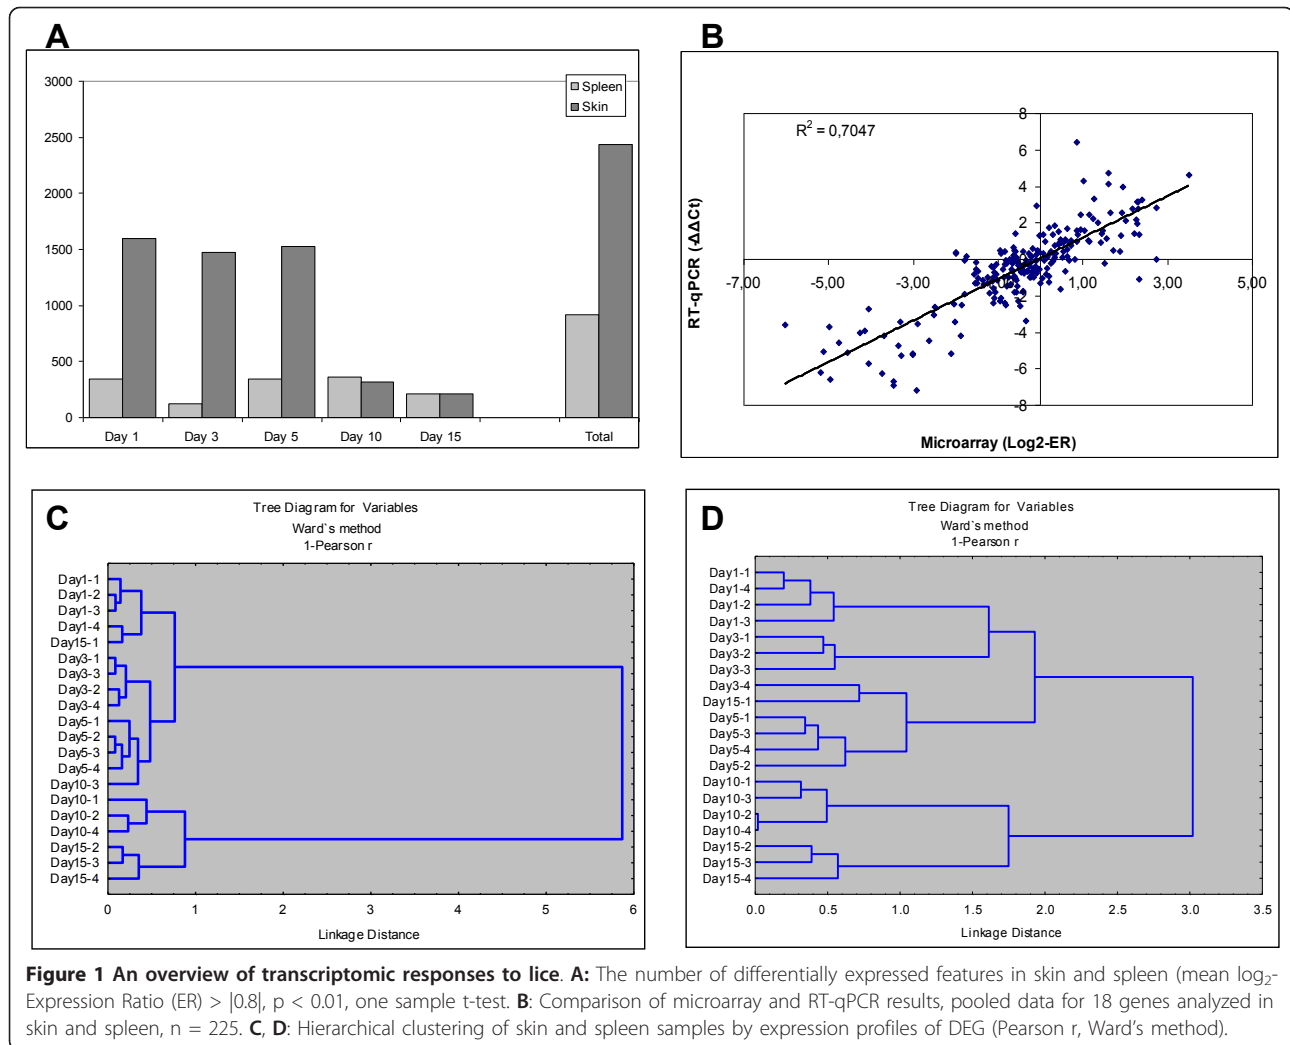 A
3000
2500
2000
1500
1000
500
0
Spleen
Skin
Day 1
Day 3
Day 5
Day 10
Day 15
Total
B
R² = 0,7047
8
6
4
2
0
-2
-4
-6
-8
-7,00
-5,00
-3,00
-1,00
1,00
3,00
5,00
RT-qPCR (-ΔΔCt)
Microarray (Log2-ER)
C
Tree Diagram for Variables
Ward`s method
1-Pearson r
Day1-1
Day1-2
Day1-3
Day1-4
Day15-1
Day3-1
Day3-3
Day3-2
Day3-4
Day5-1
Day5-2
Day5-3
Day5-4
Day10-3
Day10-1
Day10-2
Day10-4
Day15-2
Day15-3
Day15-4
0 1 2 3 4 5 6
Linkage Distance
D
Tree Diagram for Variables
Ward`s method
1-Pearson r
Day1-1
Day1-4
Day1-2
Day1-3
Day3-1
Day3-2
Day3-3
Day3-4
Day15-1
Day5-1
Day5-3
Day5-4
Day5-2
Day10-1
Day10-3
Day10-2
Day10-4
Day15-2
Day15-3
Day15-4
0.0 0.5 1.0 1.5 2.0 2.5 3.0 3.5
Linkage Distance
Figure 1 An overview of transcriptomic responses to lice. A: The number of differentially expressed features in skin and spleen (mean log₂-
Expression Ratio (ER) > |0.8|, p < 0.01, one sample t-test. B: Comparison of microarray and RT-qPCR results, pooled data for 18 genes analyzed in
skin and spleen, n = 225. C, D: Hierarchical clustering of skin and spleen samples by expression profiles of DEG (Pearson r, Ward's method).